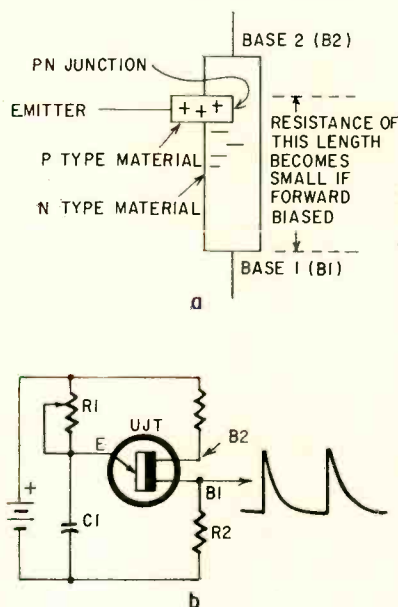 BASE 2 (B2)
PN JUNCTION
EMITTER
P TYPE MATERIAL
N TYPE MATERIAL
RESISTANCE OF
THIS LENGTH
BECOMES
SMALL IF
FORWARD
BIASED
BASE 1 (B1)
a
R1
UJT
E
B2
B1
+
C1
R2
b